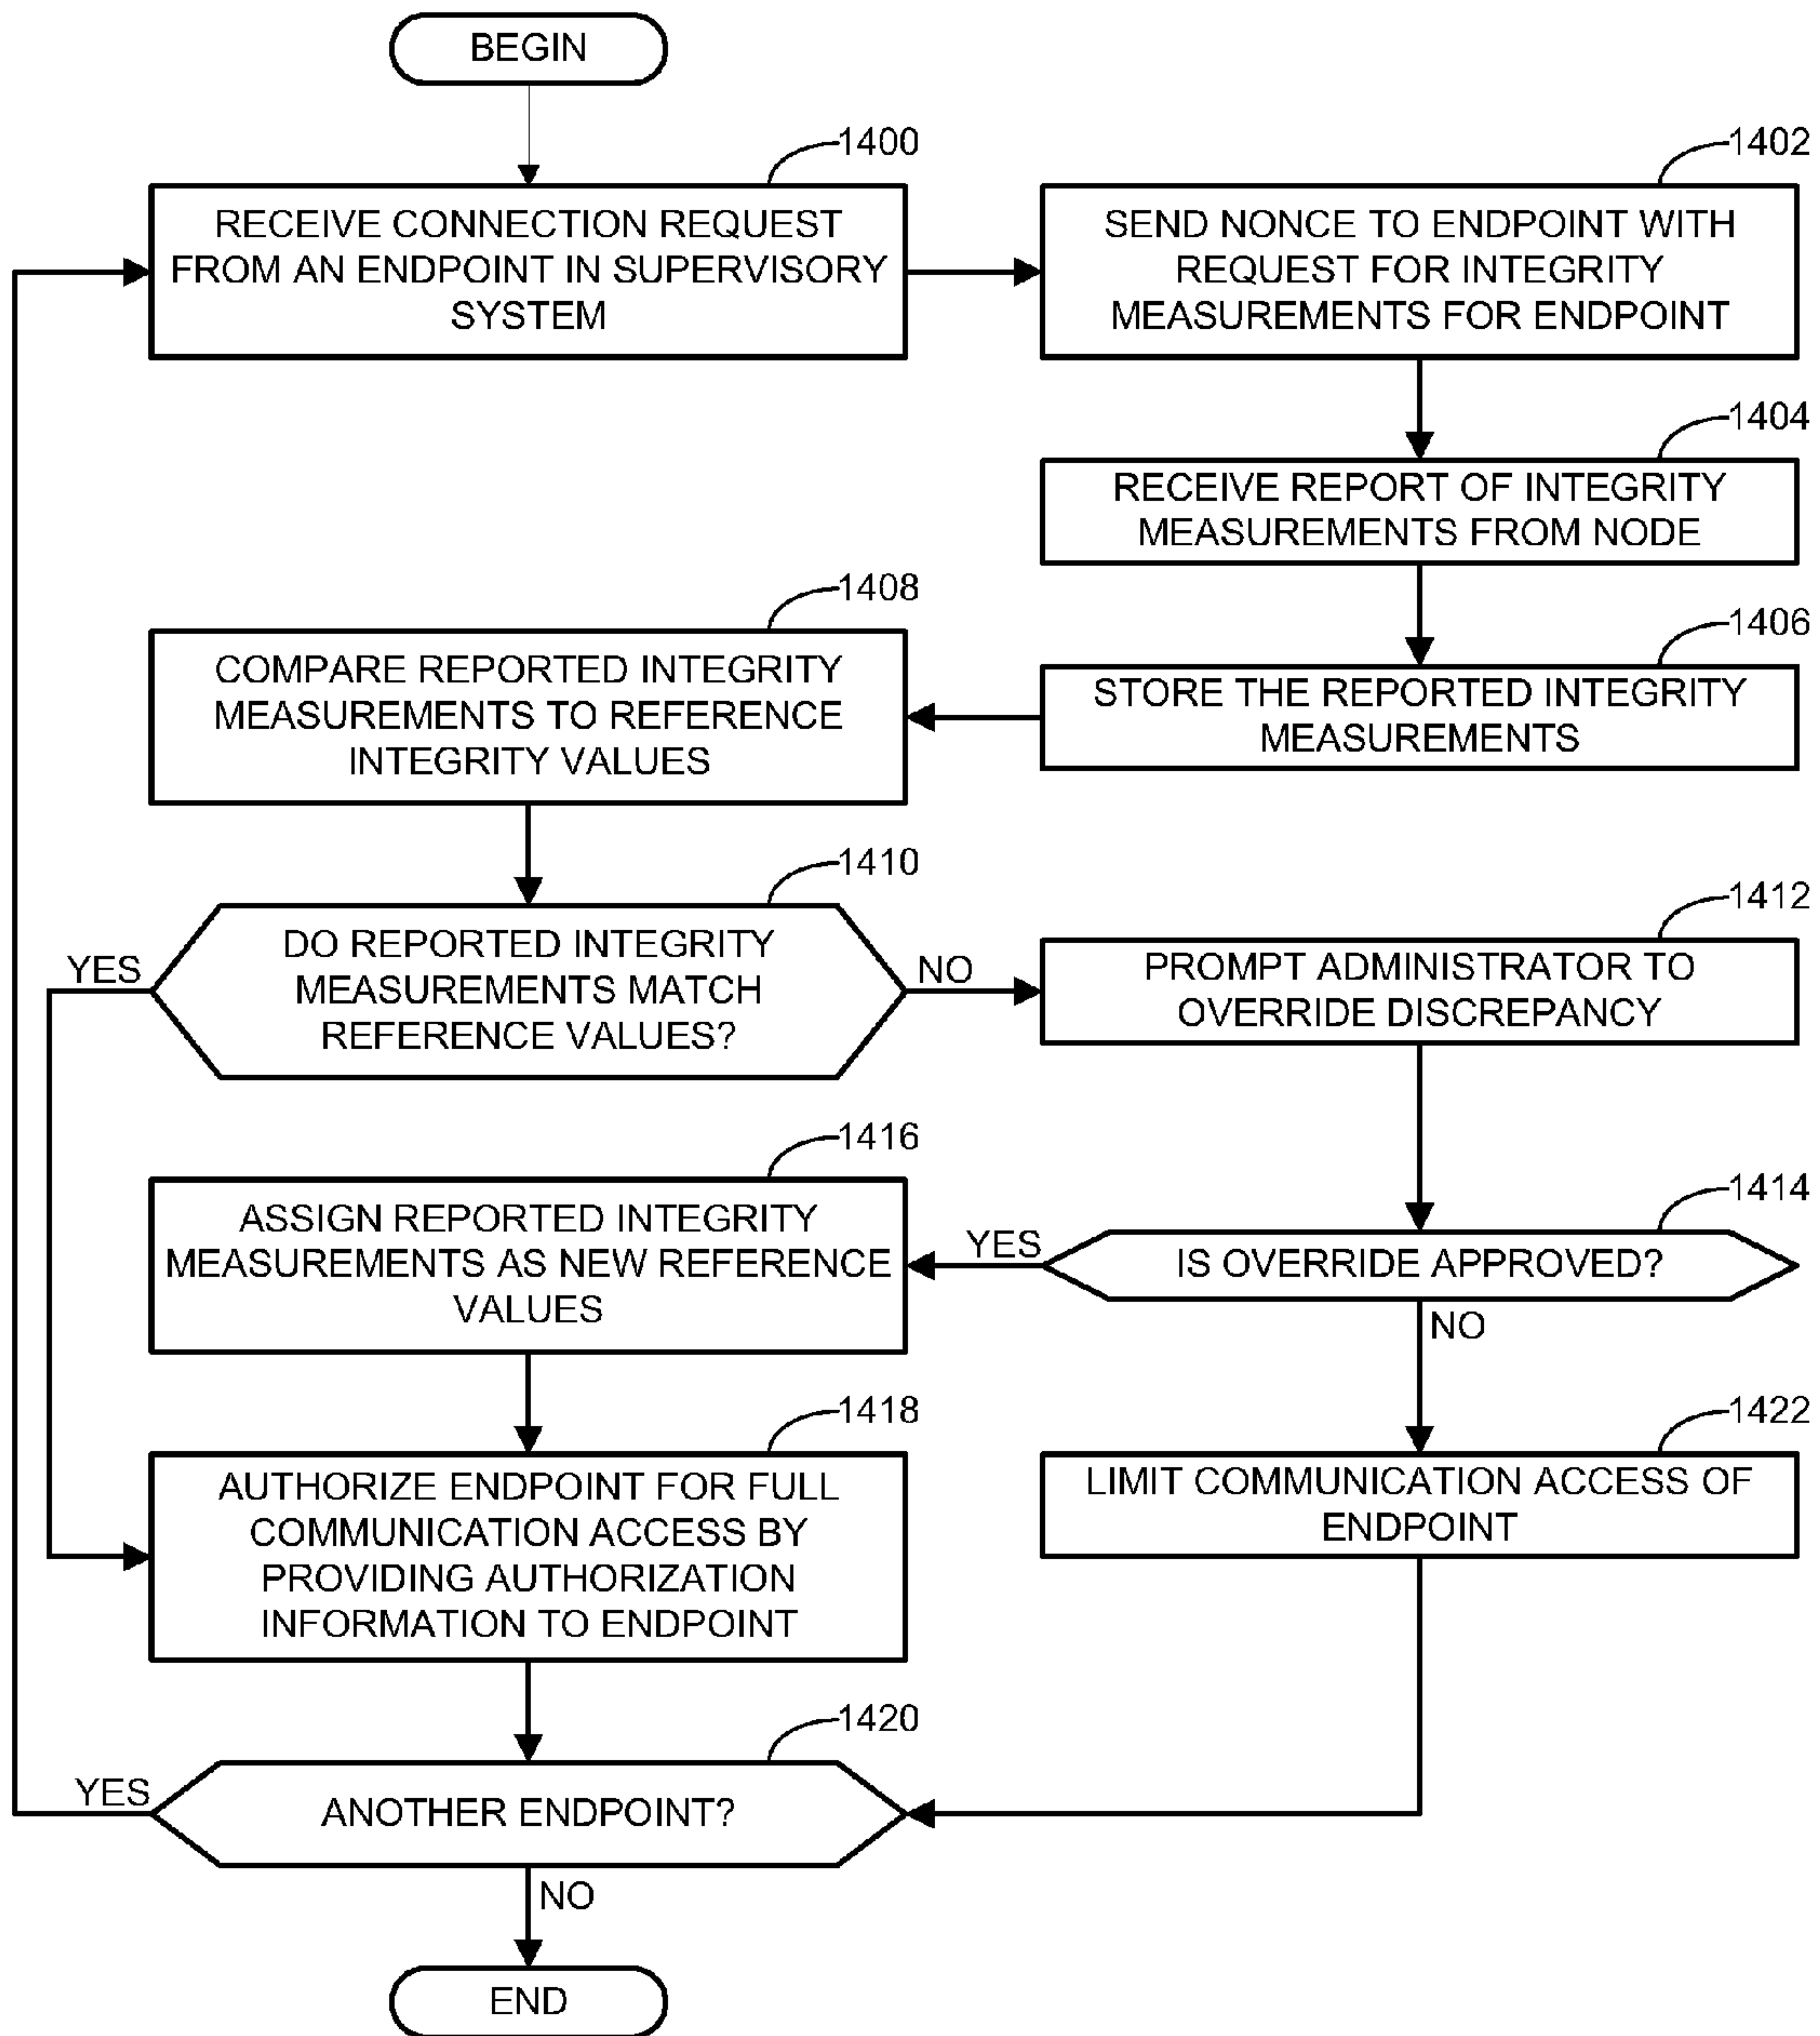 BEGIN
1400
RECEIVE CONNECTION REQUEST
FROM AN ENDPOINT IN SUPERVISORY
SYSTEM
1402
SEND NONCE TO ENDPOINT WITH
REQUEST FOR INTEGRITY
MEASUREMENTS FOR ENDPOINT
1404
RECEIVE REPORT OF INTEGRITY
MEASUREMENTS FROM NODE
1406
STORE THE REPORTED INTEGRITY
MEASUREMENTS
1408
COMPARE REPORTED INTEGRITY
MEASUREMENTS TO REFERENCE
INTEGRITY VALUES
1410
DO REPORTED INTEGRITY
MEASUREMENTS MATCH
REFERENCE VALUES?
YES
NO
1412
PROMPT ADMINISTRATOR TO
OVERRIDE DISCREPANCY
1414
IS OVERRIDE APPROVED?
YES
NO
1416
ASSIGN REPORTED INTEGRITY
MEASUREMENTS AS NEW REFERENCE
VALUES
1418
AUTHORIZE ENDPOINT FOR FULL
COMMUNICATION ACCESS BY
PROVIDING AUTHORIZATION
INFORMATION TO ENDPOINT
1422
LIMIT COMMUNICATION ACCESS OF
ENDPOINT
1420
ANOTHER ENDPOINT?
YES
NO
END